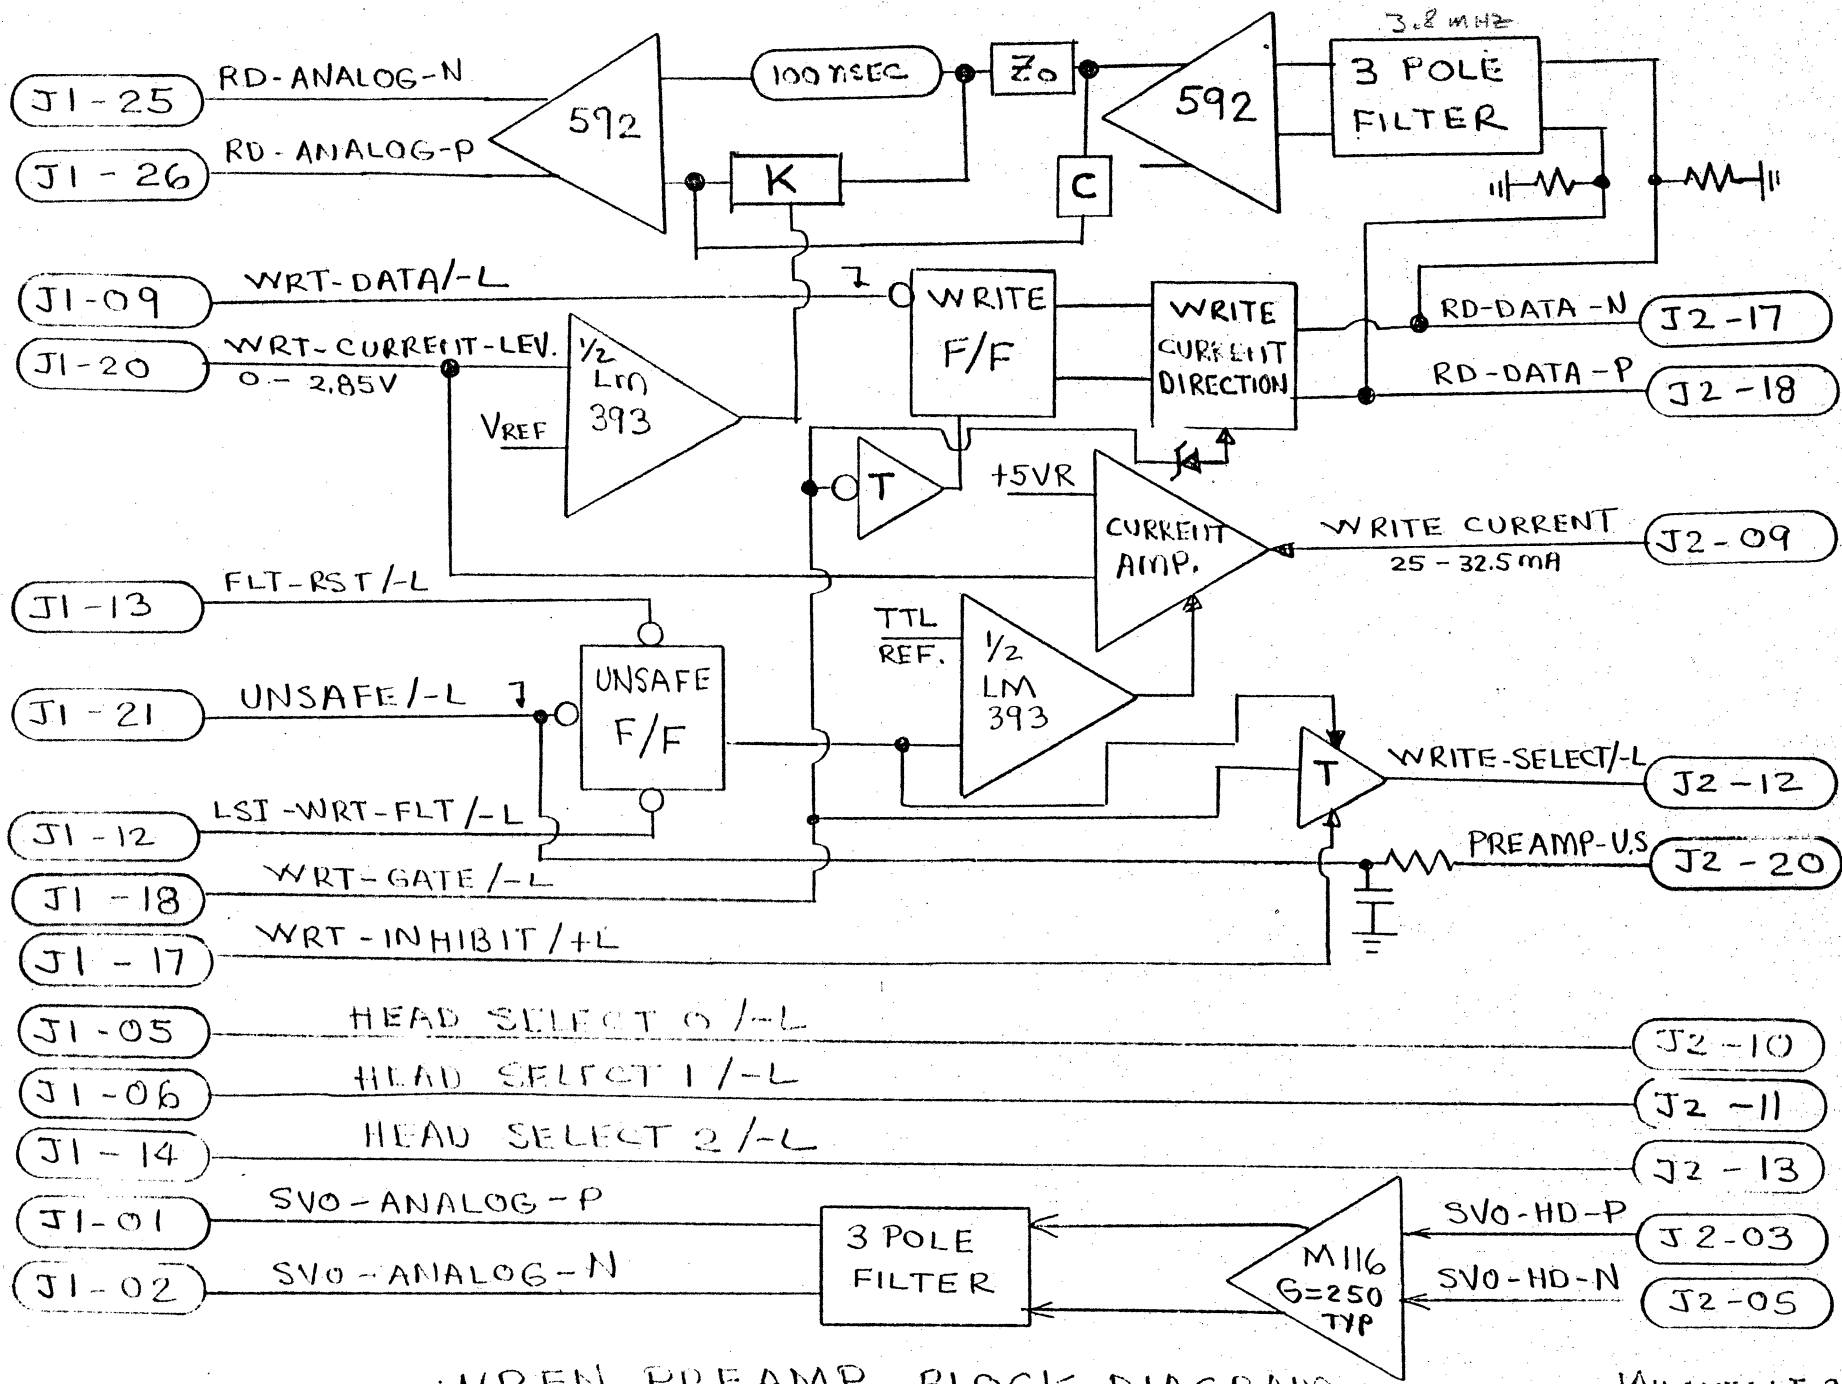 3.8 MHZ
J1-25 RD-ANALOG-N
592
100 NSEC
Z0
592
3 POLE
FILTER
J1-26 RD-ANALOG-P
K
C
J1-09 WRT-DATA/-L
WRITE
F/F
WRITE
CURRENT
DIRECTION
RD-DATA-N J2-17
J1-20 WRT-CURRENT-LEV.
0 - 2.85V
1/2
LM
393
VREF
RD-DATA-P J2-18
T
+5VR
CURRENT
AMP.
WRITE CURRENT J2-09
25 - 32.5 mA
J1-13 FLT-RST/-L
TTL
REF.
1/2
LM
393
J1-21 UNSAFE/-L
UNSAFE
F/F
T
WRITE-SELECT/-L J2-12
J1-12 LSI-WRT-FLT/-L
PREAMP-U.S J2-20
J1-18 WRT-GATE/-L
J1-17 WRT-INHIBIT/+L
J1-05 HEAD SELECT 0/-L J2-10
J1-06 HEAD SELECT 1/-L J2-11
J1-14 HEAD SELECT 2/-L J2-13
J1-01 SVO-ANALOG-P
3 POLE
FILTER
M116
G=250
TYP
SVO-HD-P J2-03
J1-02 SVO-ANALOG-N
SVO-HD-N J2-05
WREN PREAMP BLOCK DIAGRAM